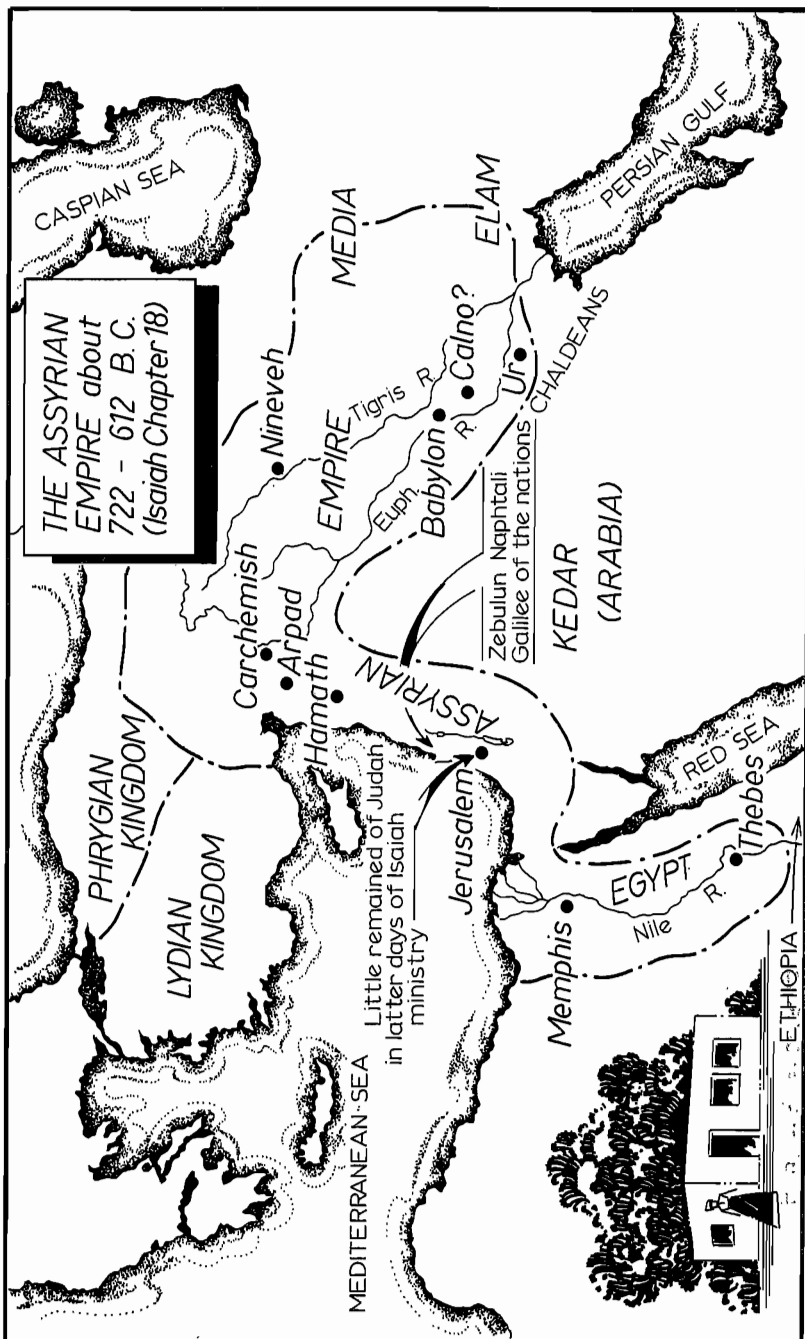 THE ASSYRIAN
EMPIRE about
722 - 612 B.C.
(Isaiah Chapter 18)
CASPIAN SEA
PHRYGIAN
KINGDOM
LYDIAN
KINGDOM
MEDIA
Nineveh
Carchemish
Arpad
Hamath
Tigris R.
EMPIRE
Euph. R.
ELAM
Calno?
Babylon
Ur
CHALDEANS
PERSIAN GULF
ASSYRIAN
MEDITERRANEAN SEA
Little remained of Judah
in latter days of Isaiah
ministry
Jerusalem
Zebulun Naphtali
Galilee of the nations
KEDAR
(ARABIA)
Memphis
EGYPT
Nile R.
Thebes
RED SEA
ETHIOPIA